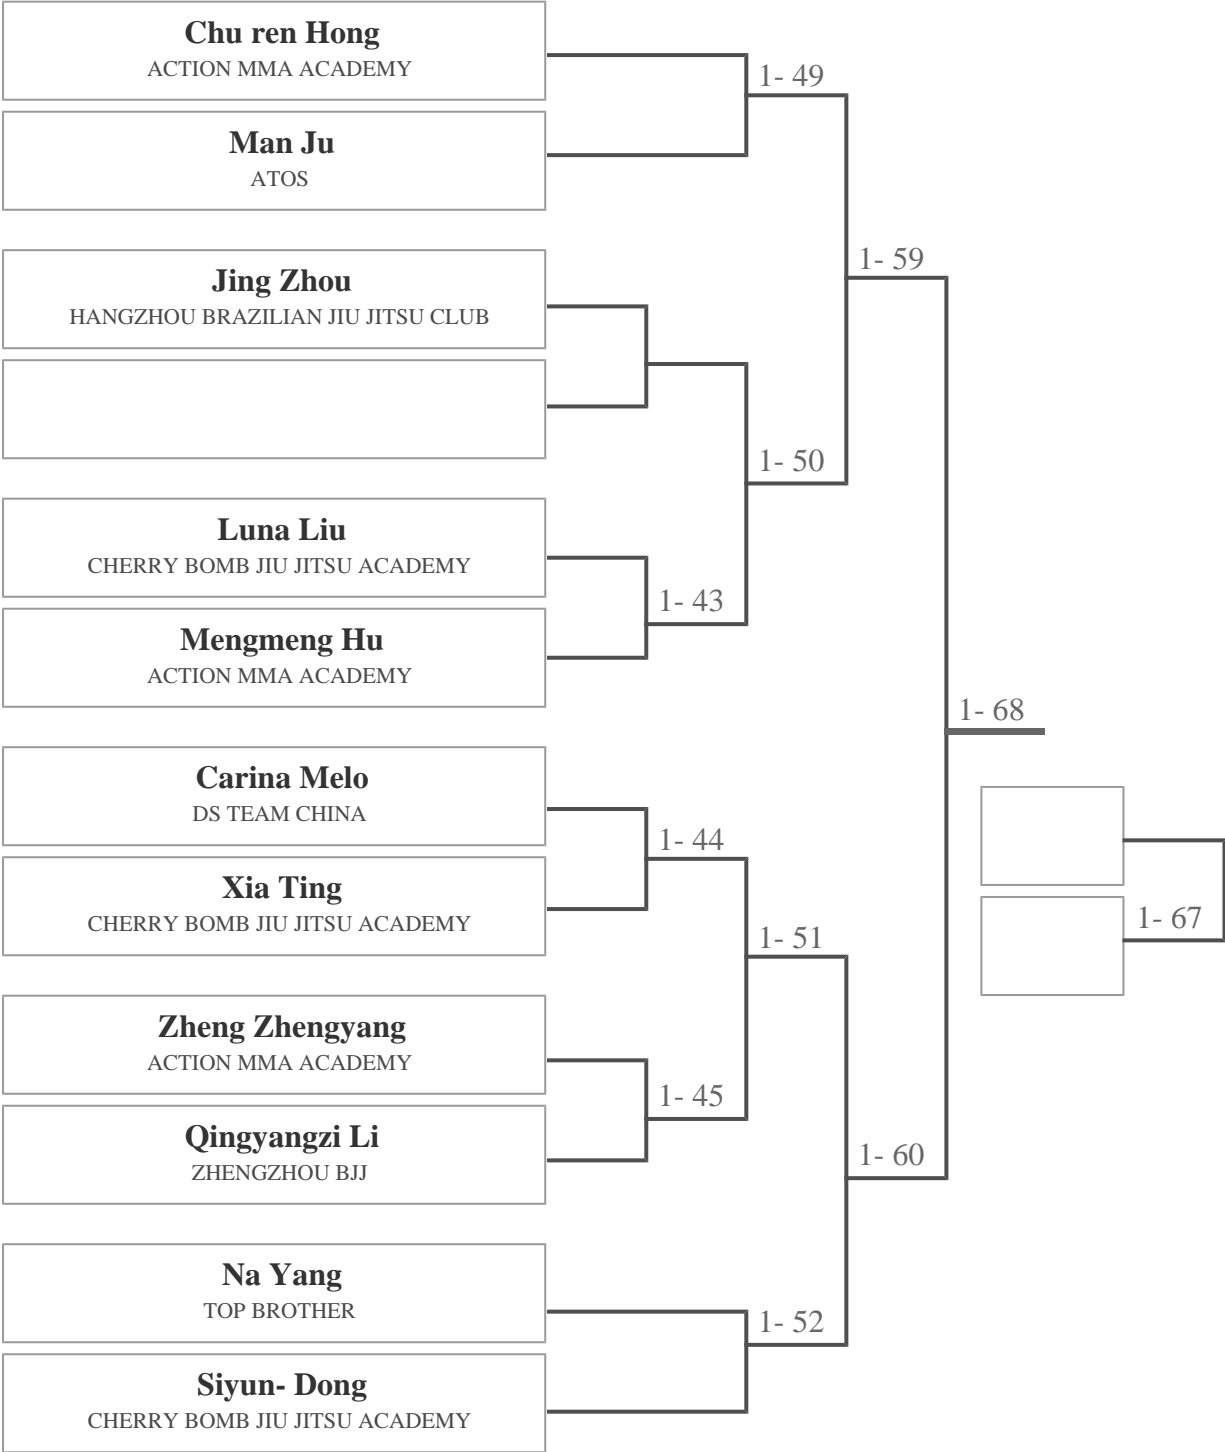 Chu ren Hong
ACTION MMA ACADEMY
1- 49
Man Ju
ATOS
1- 59
Jing Zhou
HANGZHOU BRAZILIAN JIU JITSU CLUB
1- 50
Luna Liu
CHERRY BOMB JIU JITSU ACADEMY
1- 43
Mengmeng Hu
ACTION MMA ACADEMY
1- 68
Carina Melo
DS TEAM CHINA
1- 44
Xia Ting
CHERRY BOMB JIU JITSU ACADEMY
1- 67
1- 51
Zheng Zhengyang
ACTION MMA ACADEMY
1- 45
Qingyangzi Li
ZHENGZHOU BJJ
1- 60
Na Yang
TOP BROTHER
1- 52
Siyun- Dong
CHERRY BOMB JIU JITSU ACADEMY